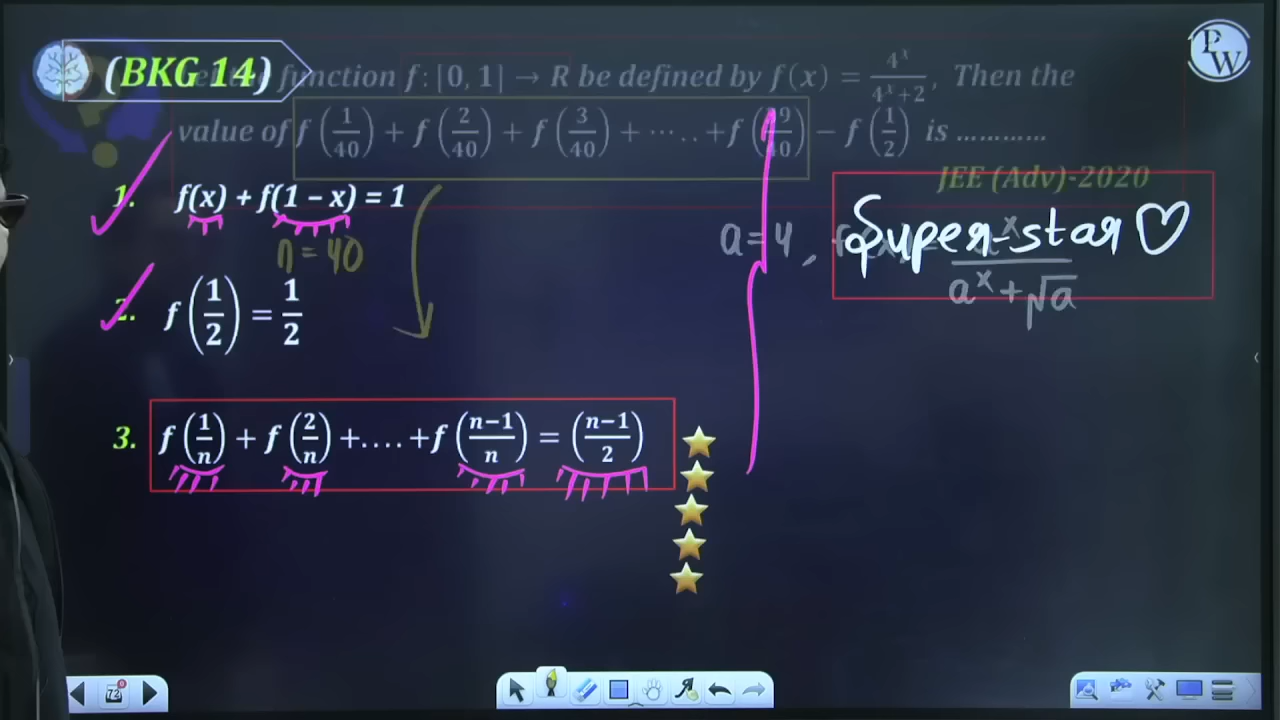 (BKG 14)
function f : [0, 1] → R be defined by f(x) = 4^x / 4^x+2, Then the
value of f(1/40) + f(2/40) + f(3/40) + ⋯.. +f(39/40) − f(1/2) is ............
JEE (Adv)-2020
PW
1. f(x) + f(1 − x) = 1
n = 40
a=4,
Super-star♡
a^x / a^x + √a
2. f(1/2) = 1/2
3. f(1/n) + f(2/n) +....+f(n−1/n) = (n−1/2)
72